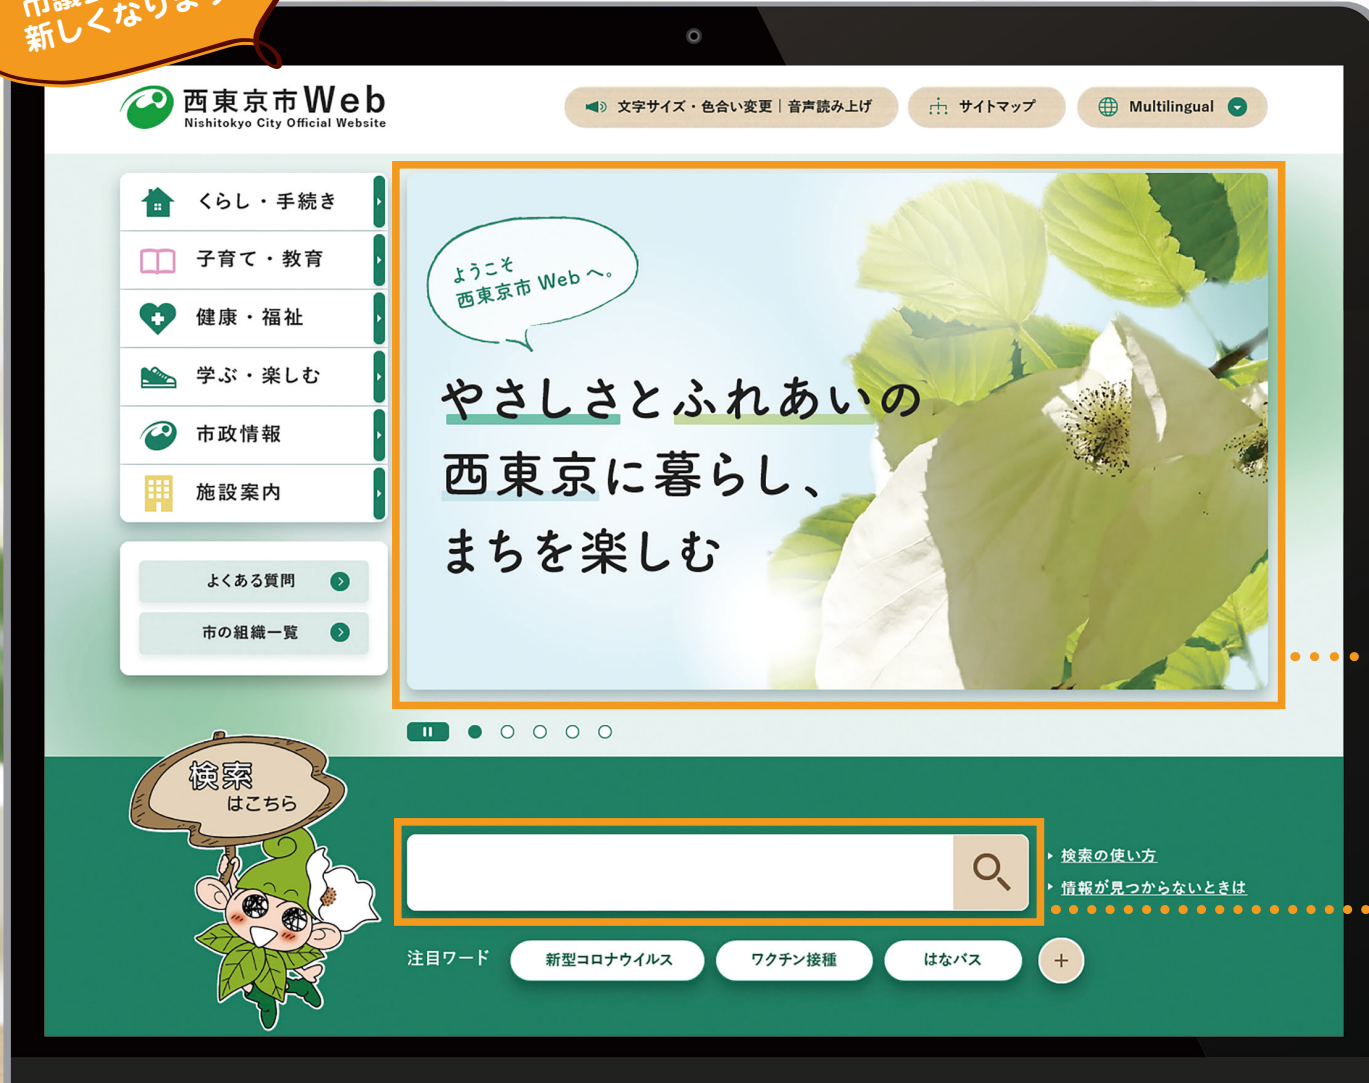 新しくなります
西東京市Web
Nishitokyo City Official Website
文字サイズ・色合い変更｜音声読み上げ
サイトマップ
Multilingual
くらし・手続き
子育て・教育
健康・福祉
学ぶ・楽しむ
市政情報
施設案内
よくある質問
市の組織一覧
ようこそ
西東京市 Web へ。
やさしさとふれあいの
西東京に暮らし、
まちを楽しむ
検索
はこちら
検索の使い方
情報が見つからないときは
注目ワード
新型コロナウイルス
ワクチン接種
はなバス
+